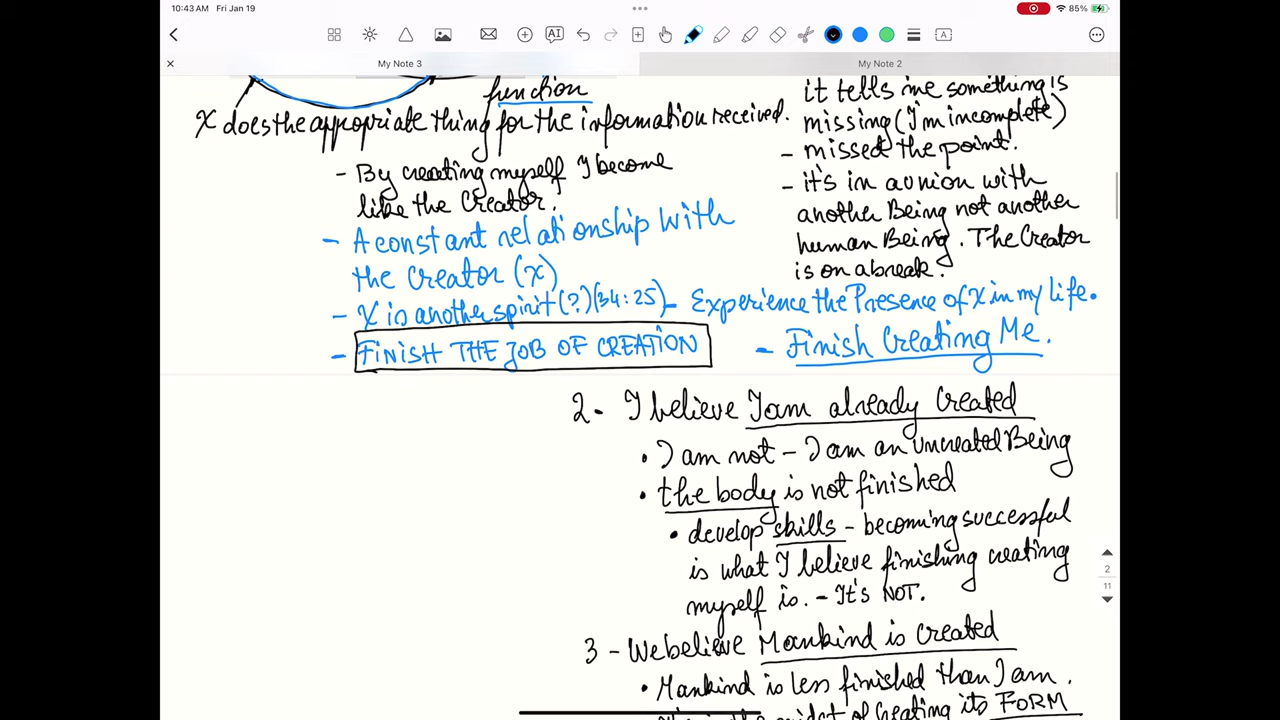 10:43 AM Fri Jan 19
85%
My Note 3
My Note 2
function
X does the appropriate thing for the information received.
- By creating myself I become
like the Creator.
- A constant relationship with
the Creator (X)
- X is another spirit (?) (34:25)
- FINISH THE JOB OF CREATION
it tells me something is
missing (I'm incomplete)
- missed the point.
- it's in a union with
another Being not another
human Being. The Creator
is on a break.
- Experience the Presence of X in my life.
- Finish Creating Me.
2- I believe I am already Created
• I am not - I am an uncreated Being
• the body is not finished
• develop skills - becoming successful
is what I believe finishing creating
myself is. - It's NOT.
3 - We believe Mankind is Created
• Mankind is less finished than I am.
of creating its FORM
2
11